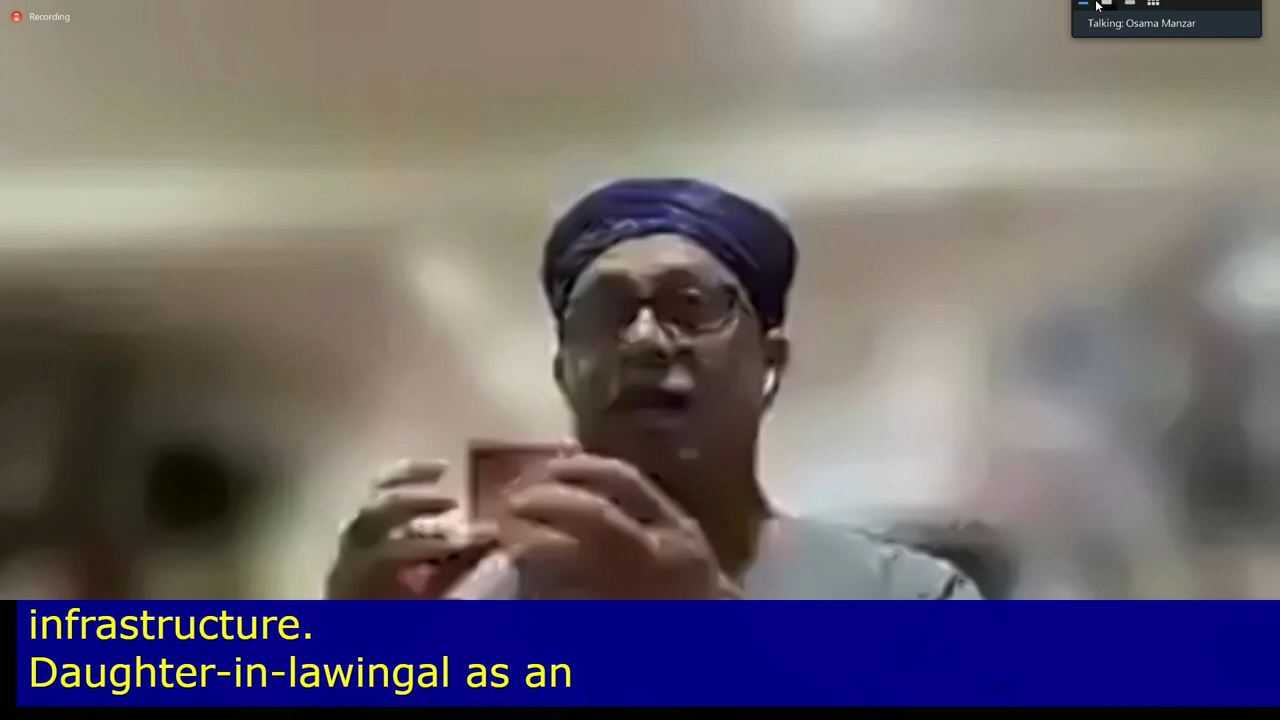 Recording
Talking: Osama Manzar
infrastructure.
Daughter-in-lawingal as an